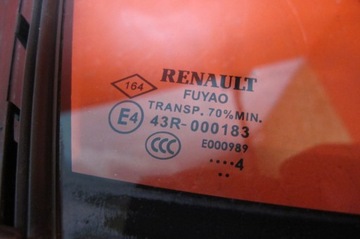 164 RENAULT
FUYAO
TRANSP. 70% MIN.
E4 43R-000183
CCC E000989
····4
··